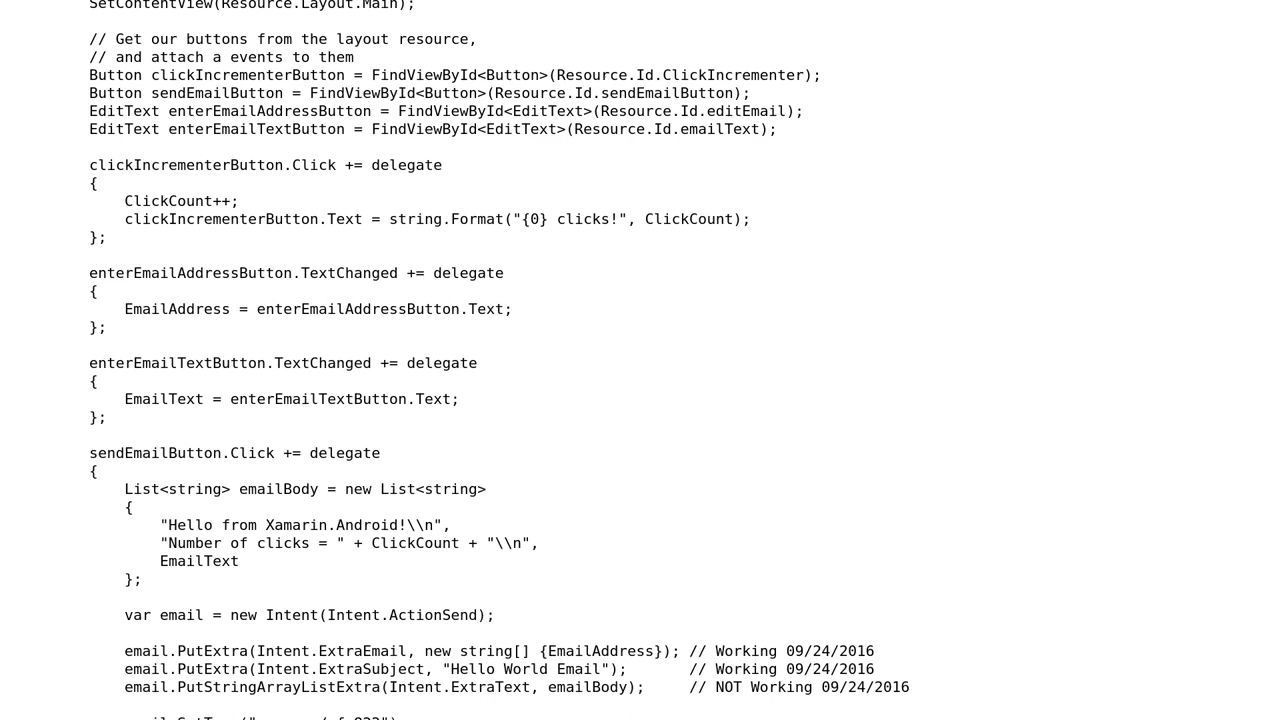 SetContentView(Resource.Layout.Main);
// Get our buttons from the layout resource,
// and attach a events to them
Button clickIncrementerButton = FindViewById<Button>(Resource.Id.ClickIncrementer);
Button sendEmailButton = FindViewById<Button>(Resource.Id.sendEmailButton);
EditText enterEmailAddressButton = FindViewById<EditText>(Resource.Id.editEmail);
EditText enterEmailTextButton = FindViewById<EditText>(Resource.Id.emailText);
clickIncrementerButton.Click += delegate
{
ClickCount++;
clickIncrementerButton.Text = string.Format("{0} clicks!", ClickCount);
};
enterEmailAddressButton.TextChanged += delegate
{
EmailAddress = enterEmailAddressButton.Text;
};
enterEmailTextButton.TextChanged += delegate
{
EmailText = enterEmailTextButton.Text;
};
sendEmailButton.Click += delegate
{
List<string> emailBody = new List<string>
{
"Hello from Xamarin.Android!\\n",
"Number of clicks = " + ClickCount + "\\n",
EmailText
};
var email = new Intent(Intent.ActionSend);
email.PutExtra(Intent.ExtraEmail, new string[] {EmailAddress}); // Working 09/24/2016
email.PutExtra(Intent.ExtraSubject, "Hello World Email"); // Working 09/24/2016
email.PutStringArrayListExtra(Intent.ExtraText, emailBody); // NOT Working 09/24/2016